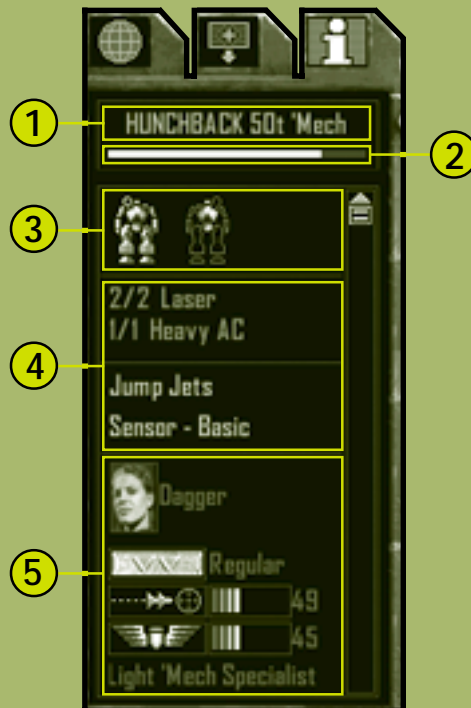 1
HUNCHBACK 50t 'Mech
2
3
2/2 Laser
1/1 Heavy AC
4
Jump Jets
Sensor - Basic
Dagger
5
Regular
49
45
Light 'Mech Specialist